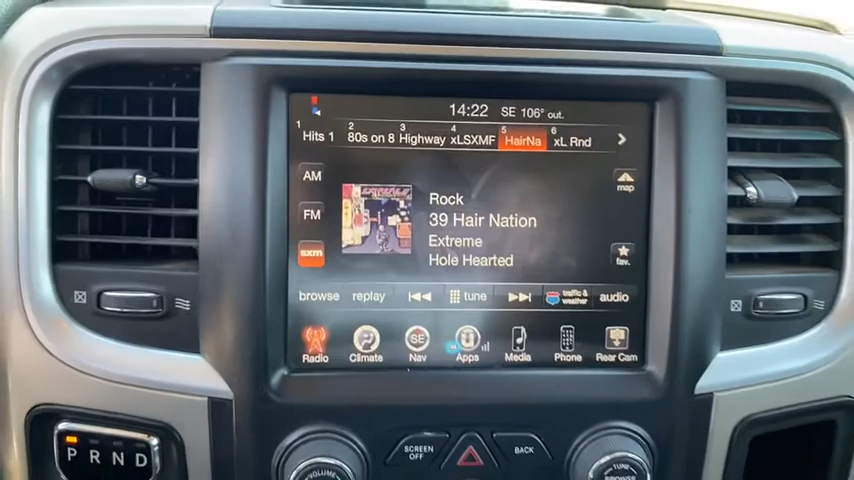 14:22 SE 106° out.
1 Hits 1 2 80s on 8 3 Highway 4 xLSXMF 5 HairNa 6 xL Rnd
AM
FM
sxm
Rock
39 Hair Nation
Extreme
Hole Hearted
map
fav.
browse replay tune traffic & weather audio
Radio Climate SE Nav Apps Media Phone Rear Cam
PRND
VOLUME
SCREEN OFF
BACK
TUNE
BROWSE